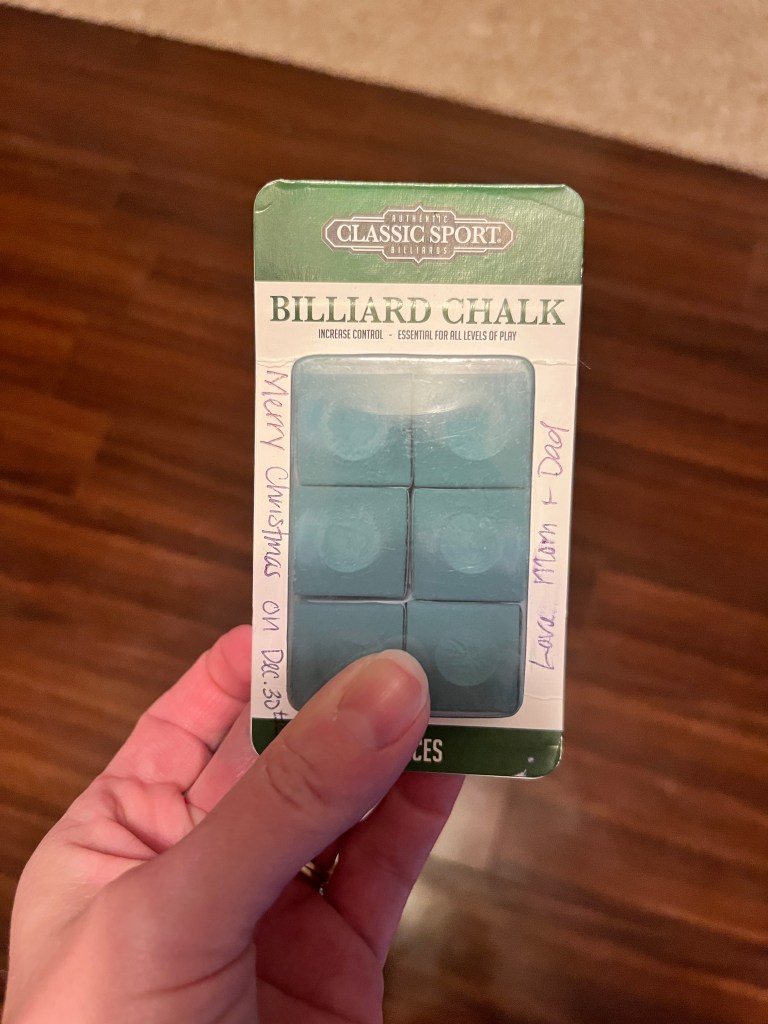 AUTHENTIC
CLASSIC SPORT
BILLIARDS
BILLIARD CHALK
INCREASE CONTROL - ESSENTIAL FOR ALL LEVELS OF PLAY
Merry Christmas on Dec. 30th
Love, Mom + Dad